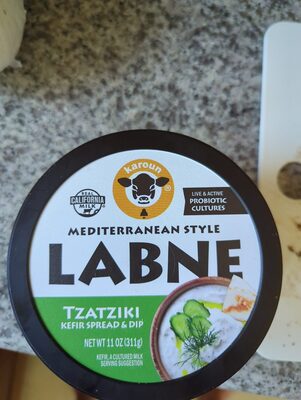 karoun
®
REAL
CALIFORNIA
MILK
LIVE & ACTIVE
PROBIOTIC
CULTURES
MEDITERRANEAN STYLE
LABNE
TZATZIKI
KEFIR SPREAD & DIP
NET WT 11 OZ (311g)
KEFIR, A CULTURED MILK
SERVING SUGGESTION